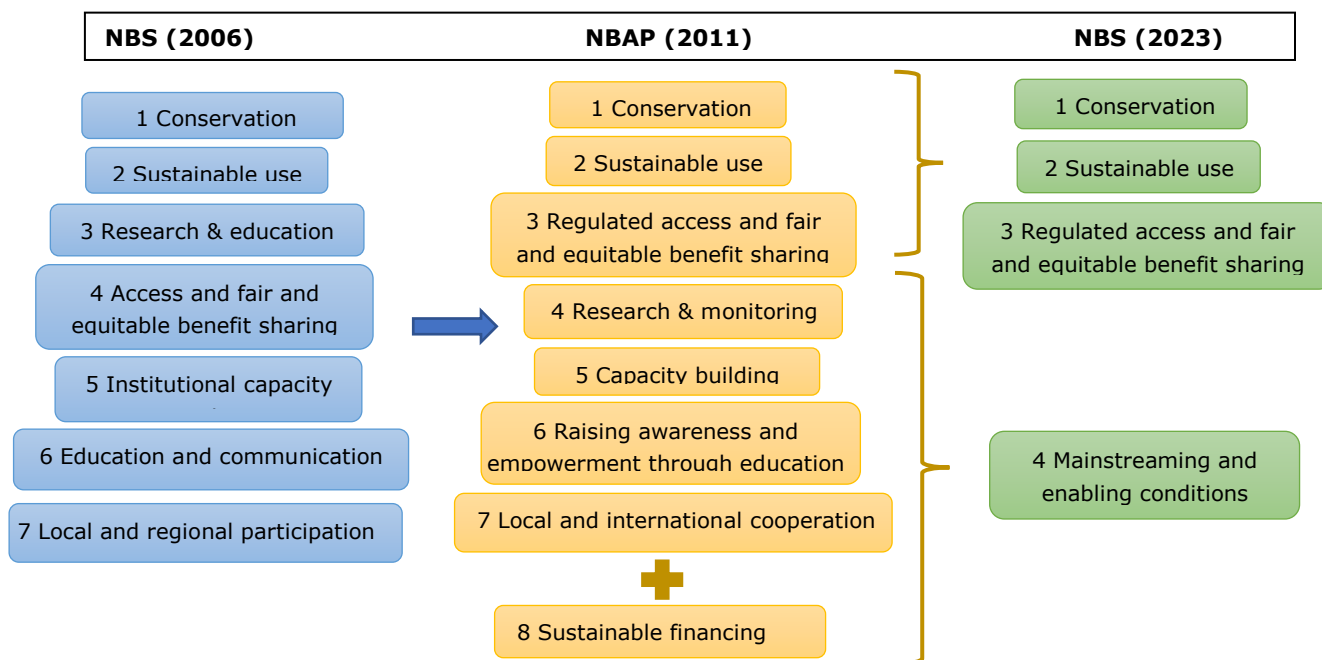 NBS (2006)
NBAP (2011)
NBS (2023)
1 Conservation
2 Sustainable use
3 Research & education
4 Access and fair and
equitable benefit sharing
5 Institutional capacity
6 Education and communication
7 Local and regional participation
1 Conservation
2 Sustainable use
3 Regulated access and fair
and equitable benefit sharing
4 Research & monitoring
5 Capacity building
6 Raising awareness and
empowerment through education
7 Local and international cooperation
8 Sustainable financing
1 Conservation
2 Sustainable use
3 Regulated access and fair
and equitable benefit sharing
4 Mainstreaming and
enabling conditions